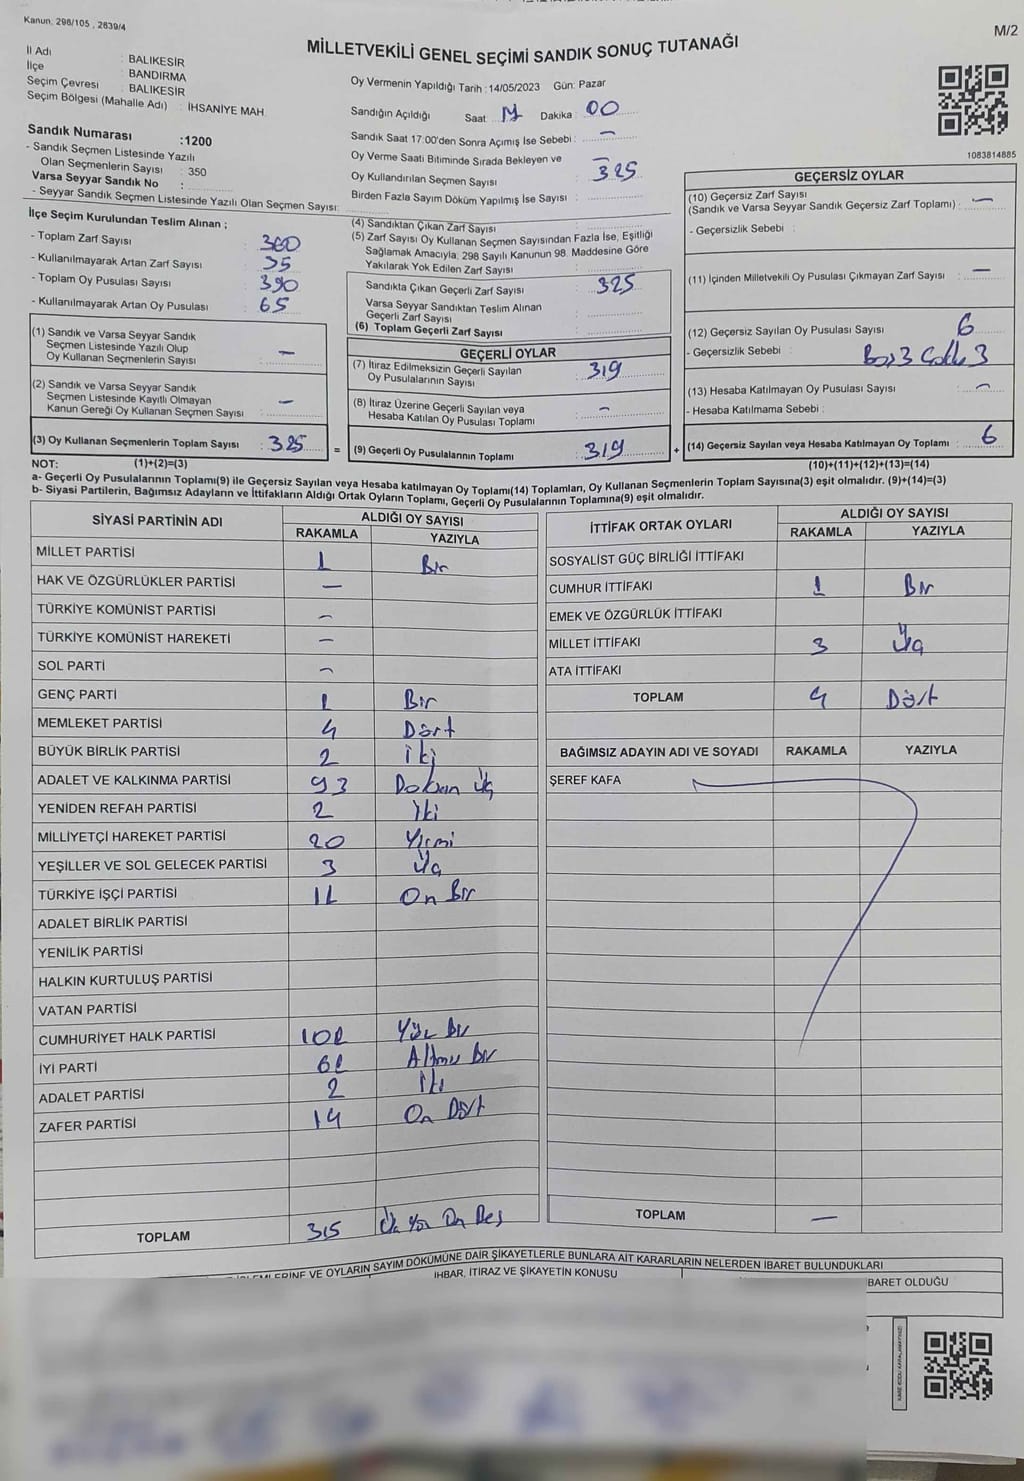 Kanun, 298/105 , 2839/4
M/2
MİLLETVEKİLİ GENEL SEÇİMİ SANDIK SONUÇ TUTANAĞI
İl Adı : BALIKESİR
İlçe : BANDIRMA
Seçim Çevresi : BALIKESİR
Seçim Bölgesi (Mahalle Adı) : İHSANİYE MAH.
Sandık Numarası :1200
- Sandık Seçmen Listesinde Yazılı
Olan Seçmenlerin Sayısı : 350
Varsa Seyyar Sandık No :
- Seyyar Sandık Seçmen Listesinde Yazılı Olan Seçmen Sayısı:
Oy Vermenin Yapıldığı Tarih :14/05/2023 Gün: Pazar
Sandığın Açıldığı Saat Dakika : 00
Sandık Saat 17:00'den Sonra Açımış İse Sebebi : -
Oy Verme Saati Bitiminde Sırada Bekleyen ve
Oy Kullandırılan Seçmen Sayısı : 325
Birden Fazla Sayım Döküm Yapılmış İse Sayısı :
1083814885
İlçe Seçim Kurulundan Teslim Alınan ;
- Toplam Zarf Sayısı : 360
- Kullanılmayarak Artan Zarf Sayısı : 35
- Toplam Oy Pusulası Sayısı : 390
- Kullanılmayarak Artan Oy Pusulası : 65
(1) Sandık ve Varsa Seyyar Sandık
Seçmen Listesinde Yazılı Olup
Oy Kullanan Seçmenlerin Sayısı : -
(2) Sandık ve Varsa Seyyar Sandık
Seçmen Listesinde Kayıtlı Olmayan
Kanun Gereği Oy Kullanan Seçmen Sayısı : -
(3) Oy Kullanan Seçmenlerin Toplam Sayısı : 325
(1)+(2)=(3)
(4) Sandıktan Çıkan Zarf Sayısı :
(5) Zarf Sayısı Oy Kullanan Seçmen Sayısından Fazla İse, Eşitliği
Sağlamak Amacıyla; 298 Sayılı Kanunun 98. Maddesine Göre
Yakılarak Yok Edilen Zarf Sayısı :
Sandıkta Çıkan Geçerli Zarf Sayısı : 325
Varsa Seyyar Sandıktan Teslim Alınan
Geçerli Zarf Sayısı :
(6) Toplam Geçerli Zarf Sayısı :
GEÇERLİ OYLAR
(7) İtiraz Edilmeksizin Geçerli Sayılan
Oy Pusulalarının Sayısı : 319
(8) İtiraz Üzerine Geçerli Sayılan veya
Hesaba Katılan Oy Pusulası Toplamı : -
= (9) Geçerli Oy Pusulalarının Toplamı : 319
GEÇERSİZ OYLAR
(10) Geçersiz Zarf Sayısı
(Sandık ve Varsa Seyyar Sandık Geçersiz Zarf Toplamı) : -
- Geçersizlik Sebebi :
(11) İçinden Milletvekili Oy Pusulası Çıkmayan Zarf Sayısı : -
(12) Geçersiz Sayılan Oy Pusulası Sayısı : 6
- Geçersizlik Sebebi : Boş 3 Çoklu 3
(13) Hesaba Katılmayan Oy Pusulası Sayısı : -
- Hesaba Katılmama Sebebi :
+ (14) Geçersiz Sayılan veya Hesaba Katılmayan Oy Toplamı : 6
(10)+(11)+(12)+(13)=(14)
NOT:
a- Geçerli Oy Pusulalarının Toplamı(9) ile Geçersiz Sayılan veya Hesaba katılmayan Oy Toplamı(14) Toplamları, Oy Kullanan Seçmenlerin Toplam Sayısına(3) eşit olmalıdır. (9)+(14)=(3)
b- Siyasi Partilerin, Bağımsız Adayların ve İttifakların Aldığı Ortak Oyların Toplamı, Geçerli Oy Pusulalarının Toplamına(9) eşit olmalıdır.
SİYASİ PARTİNİN ADI ALDIĞI OY SAYISI
RAKAMLA YAZIYLA
MİLLET PARTİSİ 1 Bir
HAK VE ÖZGÜRLÜKLER PARTİSİ -
TÜRKİYE KOMÜNİST PARTİSİ -
TÜRKİYE KOMÜNİST HAREKETİ -
SOL PARTİ -
GENÇ PARTİ 1 Bir
MEMLEKET PARTİSİ 4 Dört
BÜYÜK BİRLİK PARTİSİ 2 iki
ADALET VE KALKINMA PARTİSİ 93 Doksan Üç
YENİDEN REFAH PARTİSİ 2 İki
MİLLİYETÇİ HAREKET PARTİSİ 20 Yirmi
YEŞİLLER VE SOL GELECEK PARTİSİ 3 Üç
TÜRKİYE İŞÇİ PARTİSİ 11 On Bir
ADALET BİRLİK PARTİSİ
YENİLİK PARTİSİ
HALKIN KURTULUŞ PARTİSİ
VATAN PARTİSİ
CUMHURİYET HALK PARTİSİ 101 Yüz Bir
İYİ PARTİ 61 Altmış Bir
ADALET PARTİSİ 2 İki
ZAFER PARTİSİ 14 On Dört
TOPLAM 315 Üç Yüz On Beş
İTTİFAK ORTAK OYLARI ALDIĞI OY SAYISI
RAKAMLA YAZIYLA
SOSYALİST GÜÇ BİRLİĞİ İTTİFAKI
CUMHUR İTTİFAKI 1 Bir
EMEK VE ÖZGÜRLÜK İTTİFAKI
MİLLET İTTİFAKI 3 Üç
ATA İTTİFAKI
TOPLAM 4 Dört
BAĞIMSIZ ADAYIN ADI VE SOYADI RAKAMLA YAZIYLA
ŞEREF KAFA
TOPLAM -
VE OYLARIN SAYIM DÖKÜMÜNE DAİR ŞİKAYETLERLE BUNLARA AİT KARARLARIN NELERDEN İBARET BULUNDUKLARI
İHBAR, İTİRAZ VE ŞİKAYETİN KONUSU
BARET OLDUĞU